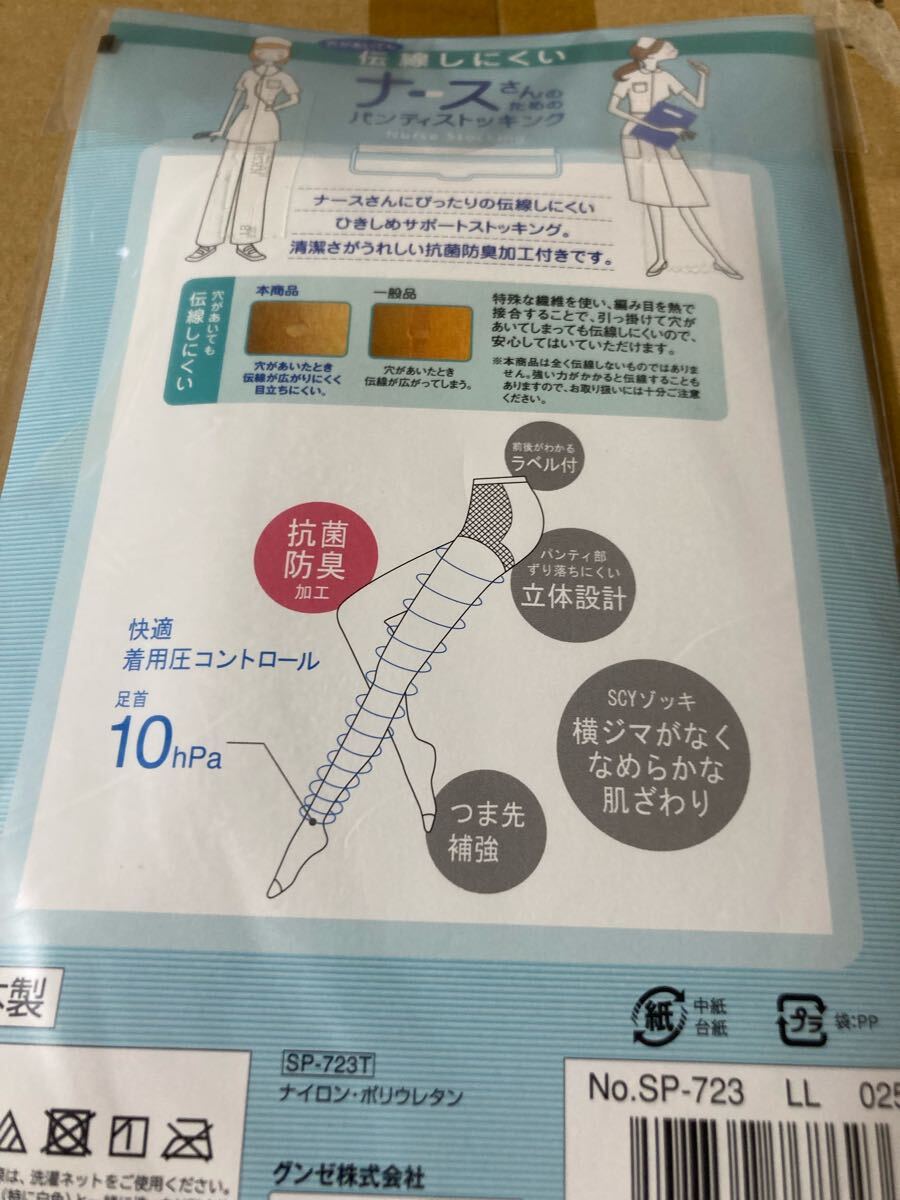 穴があいても
伝線しにくい
ナースさんの
ための
パンティストッキング
Nurse Stocking
ナースさんにぴったりの伝線しにくい
ひきしめサポートストッキング。
清潔さがうれしい抗菌防臭加工付きです。
穴があいても
伝線しにくい
本商品
穴があいたとき
伝線が広がりにくく
目立ちにくい。
一般品
穴があいたとき
伝線が広がってしまう。
特殊な繊維を使い、編み目を熱で
接合することで、引っ掛けて穴が
あいてしまっても伝線しにくいので、
安心してはいていただけます。
※本商品は全く伝線しないものではありま
せん。強い力がかかると伝線することも
ありますので、お取り扱いには十分ご注意
ください。
前後がわかる
ラベル付
抗菌
防臭
加工
パンティ部
ずり落ちにくい
立体設計
快適
着用圧コントロール
足首
10hPa
SCYゾッキ
横ジマがなく
なめらかな
肌ざわり
つま先
補強
製
紙
中紙
台紙
プラ
袋:PP
SP-723T
ナイロン・ポリウレタン
No.SP-723 LL 025
は、洗濯ネットをご使用ください。
グンゼ株式会社